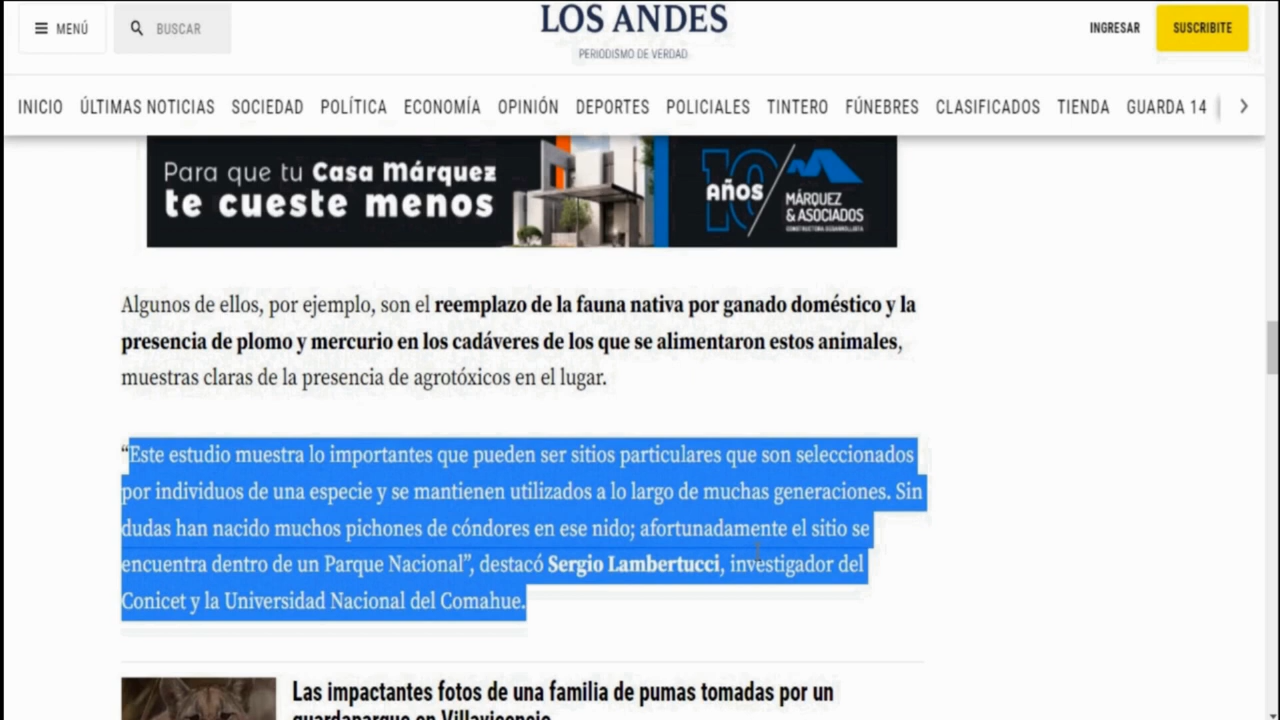 MENÚ
BUSCAR
LOS ANDES
PERIODISMO DE VERDAD
INGRESAR
SUSCRIBITE
INICIO ÚLTIMAS NOTICIAS SOCIEDAD POLÍTICA ECONOMÍA OPINIÓN DEPORTES POLICIALES TINTERO FÚNEBRES CLASIFICADOS TIENDA GUARDA 14
Para que tu Casa Márquez
te cueste menos
10 años
MÁRQUEZ
& ASOCIADOS
CONSTRUCTORA DESARROLLISTA
Algunos de ellos, por ejemplo, son el reemplazo de la fauna nativa por ganado doméstico y la
presencia de plomo y mercurio en los cadáveres de los que se alimentaron estos animales,
muestras claras de la presencia de agrotóxicos en el lugar.
“Este estudio muestra lo importantes que pueden ser sitios particulares que son seleccionados
por individuos de una especie y se mantienen utilizados a lo largo de muchas generaciones. Sin
dudas han nacido muchos pichones de cóndores en ese nido; afortunadamente el sitio se
encuentra dentro de un Parque Nacional”, destacó Sergio Lambertucci, investigador del
Conicet y la Universidad Nacional del Comahue.
Las impactantes fotos de una familia de pumas tomadas por un
guardaparque en Villavicencio